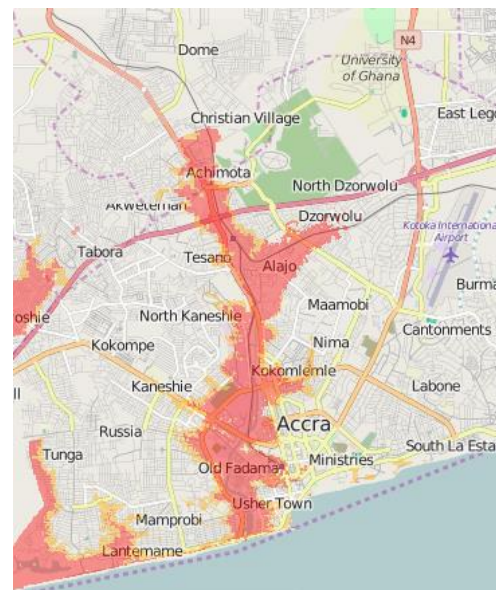 Dome
N4
University
of Ghana
Christian Village
East Lego
Achimota
North Dzorwolu
Akweteman
Dzorwolu
Kotoka International
Airport
Tabora
Tesano
Alajo
Burma
oshie
North Kaneshie
Maamobi
Cantonments
Kokompe
Nima
Kokomlemle
Kaneshie
Labone
ll
Accra
Russia
South La Esta
Tunga
Old Fadama
Ministries
Usher Town
Mamprobi
Lantemame